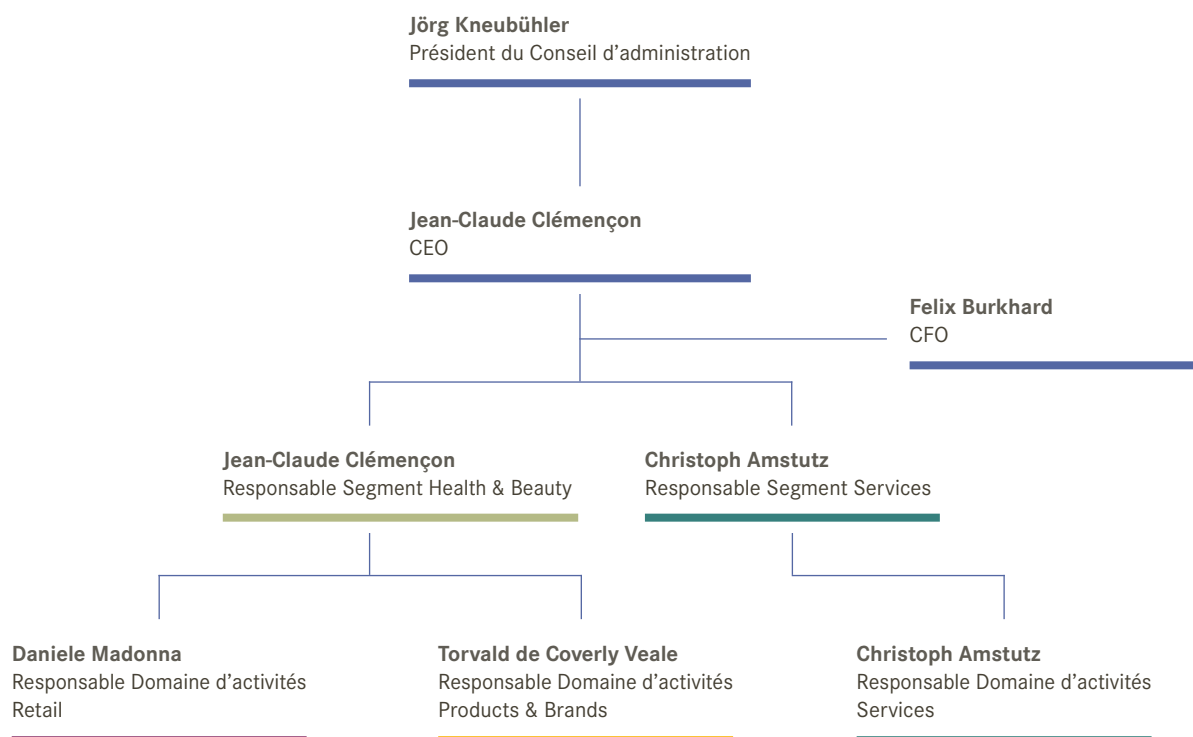 Jörg Kneubühler
Président du Conseil d’administration
Jean-Claude Clémençon
CEO
Felix Burkhard
CFO
Jean-Claude Clémençon
Responsable Segment Health & Beauty
Christoph Amstutz
Responsable Segment Services
Daniele Madonna
Responsable Domaine d’activités
Retail
Torvald de Coverly Veale
Responsable Domaine d’activités
Products & Brands
Christoph Amstutz
Responsable Domaine d’activités
Services